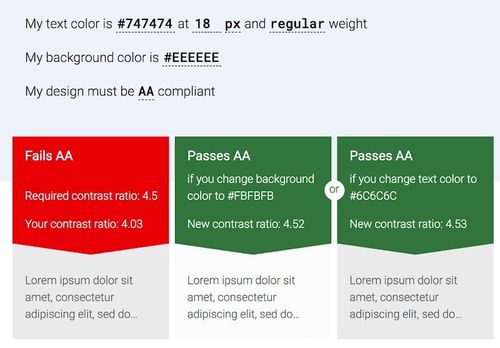 My text color is #747474 at 18 px and regular weight
My background color is #EEEEEE
My design must be AA compliant
Fails AA
Required contrast ratio: 4.5
Your contrast ratio: 4.03
Lorem ipsum dolor sit
amet, consectetur
adipiscing elit, sed do...
Passes AA
if you change background
color to #FBFBFB
New contrast ratio: 4.52
Lorem ipsum dolor sit
amet, consectetur
adipiscing elit, sed do...
or
Passes AA
if you change text color to
#6C6C6C
New contrast ratio: 4.53
Lorem ipsum dolor sit
amet, consectetur
adipiscing elit, sed do...